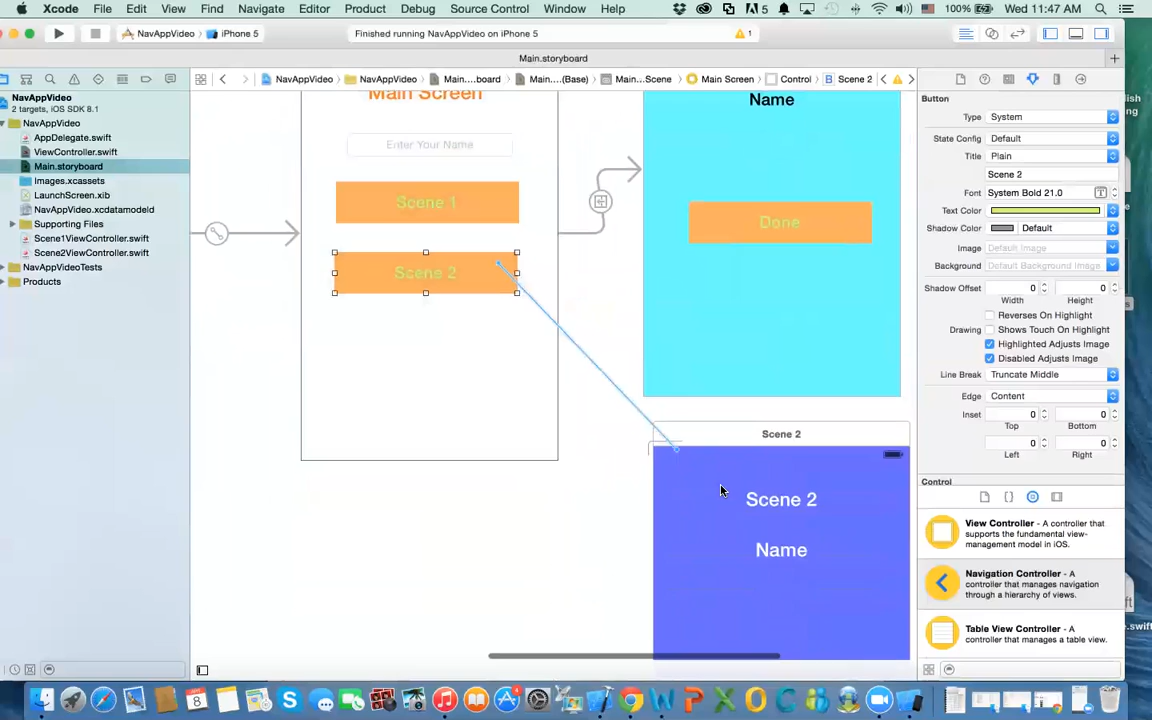 Xcode File Edit View Find Navigate Editor Product Debug Source Control Window Help 5 100% Wed Jul 11:47 AM
NavAppVideo iPhone 5 Finished running NavAppVideo on iPhone 5 1
Main.storyboard
NavAppVideo NavAppVideo Main....board Main....(Base) Main...Scene Main Screen Control B Scene 2
NavAppVideo
2 targets, iOS SDK 8.1
NavAppVideo
AppDelegate.swift
ViewController.swift
Main.storyboard
Images.xcassets
LaunchScreen.xib
NavAppVideo.xcdatamodeld
Supporting Files
Scene1ViewController.swift
Scene2ViewController.swift
NavAppVideoTests
Products
Main Screen
Enter Your Name
Scene 1
Scene 2
Name
Done
Scene 2
Scene 2
Name
Button
Type System
State Config Default
Title Plain
Scene 2
Font System Bold 21.0
Text Color
Shadow Color Default
Image Default Image
Background Default Background Image
Shadow Offset 0 0
Width Height
Reverses On Highlight
Drawing Shows Touch On Highlight
Highlighted Adjusts Image
Disabled Adjusts Image
Line Break Truncate Middle
Edge Content
Inset 0 0
Top Bottom
0 0
Left Right
Control
View Controller - A controller that
supports the fundamental view-
management model in iOS.
Navigation Controller - A
controller that manages navigation
through a hierarchy of views.
Table View Controller - A
controller that manages a table view.